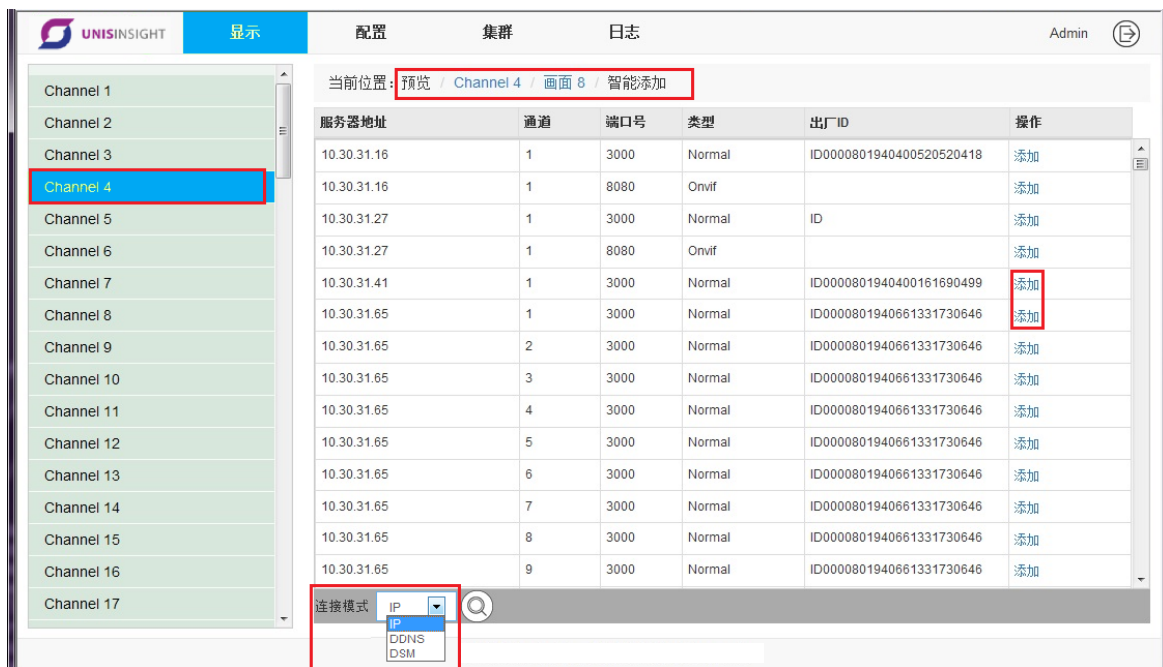 UNISINSIGHT 显示 配置 集群 日志 Admin
当前位置：预览 / Channel 4 / 画面 8 / 智能添加
Channel 1
Channel 2
Channel 3
Channel 4
Channel 5
Channel 6
Channel 7
Channel 8
Channel 9
Channel 10
Channel 11
Channel 12
Channel 13
Channel 14
Channel 15
Channel 16
Channel 17
服务器地址 通道 端口号 类型 出厂ID 操作
10.30.31.16 1 3000 Normal ID0000801940400520520418 添加
10.30.31.16 1 8080 Onvif 添加
10.30.31.27 1 3000 Normal ID 添加
10.30.31.27 1 8080 Onvif 添加
10.30.31.41 1 3000 Normal ID0000801940400161690499 添加
10.30.31.65 1 3000 Normal ID0000801940661331730646 添加
10.30.31.65 2 3000 Normal ID0000801940661331730646 添加
10.30.31.65 3 3000 Normal ID0000801940661331730646 添加
10.30.31.65 4 3000 Normal ID0000801940661331730646 添加
10.30.31.65 5 3000 Normal ID0000801940661331730646 添加
10.30.31.65 6 3000 Normal ID0000801940661331730646 添加
10.30.31.65 7 3000 Normal ID0000801940661331730646 添加
10.30.31.65 8 3000 Normal ID0000801940661331730646 添加
10.30.31.65 9 3000 Normal ID0000801940661331730646 添加
连接模式 IP
IP
DDNS
DSM